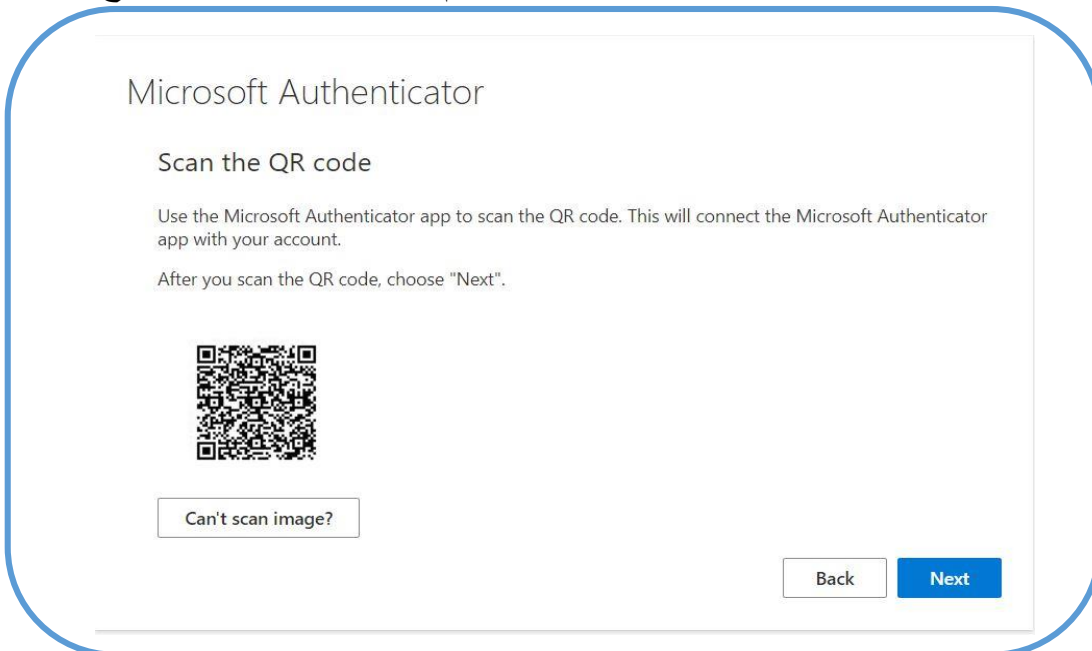 Microsoft Authenticator
Scan the QR code
Use the Microsoft Authenticator app to scan the QR code. This will connect the Microsoft Authenticator
app with your account.
After you scan the QR code, choose "Next".
Can't scan image?
Back
Next